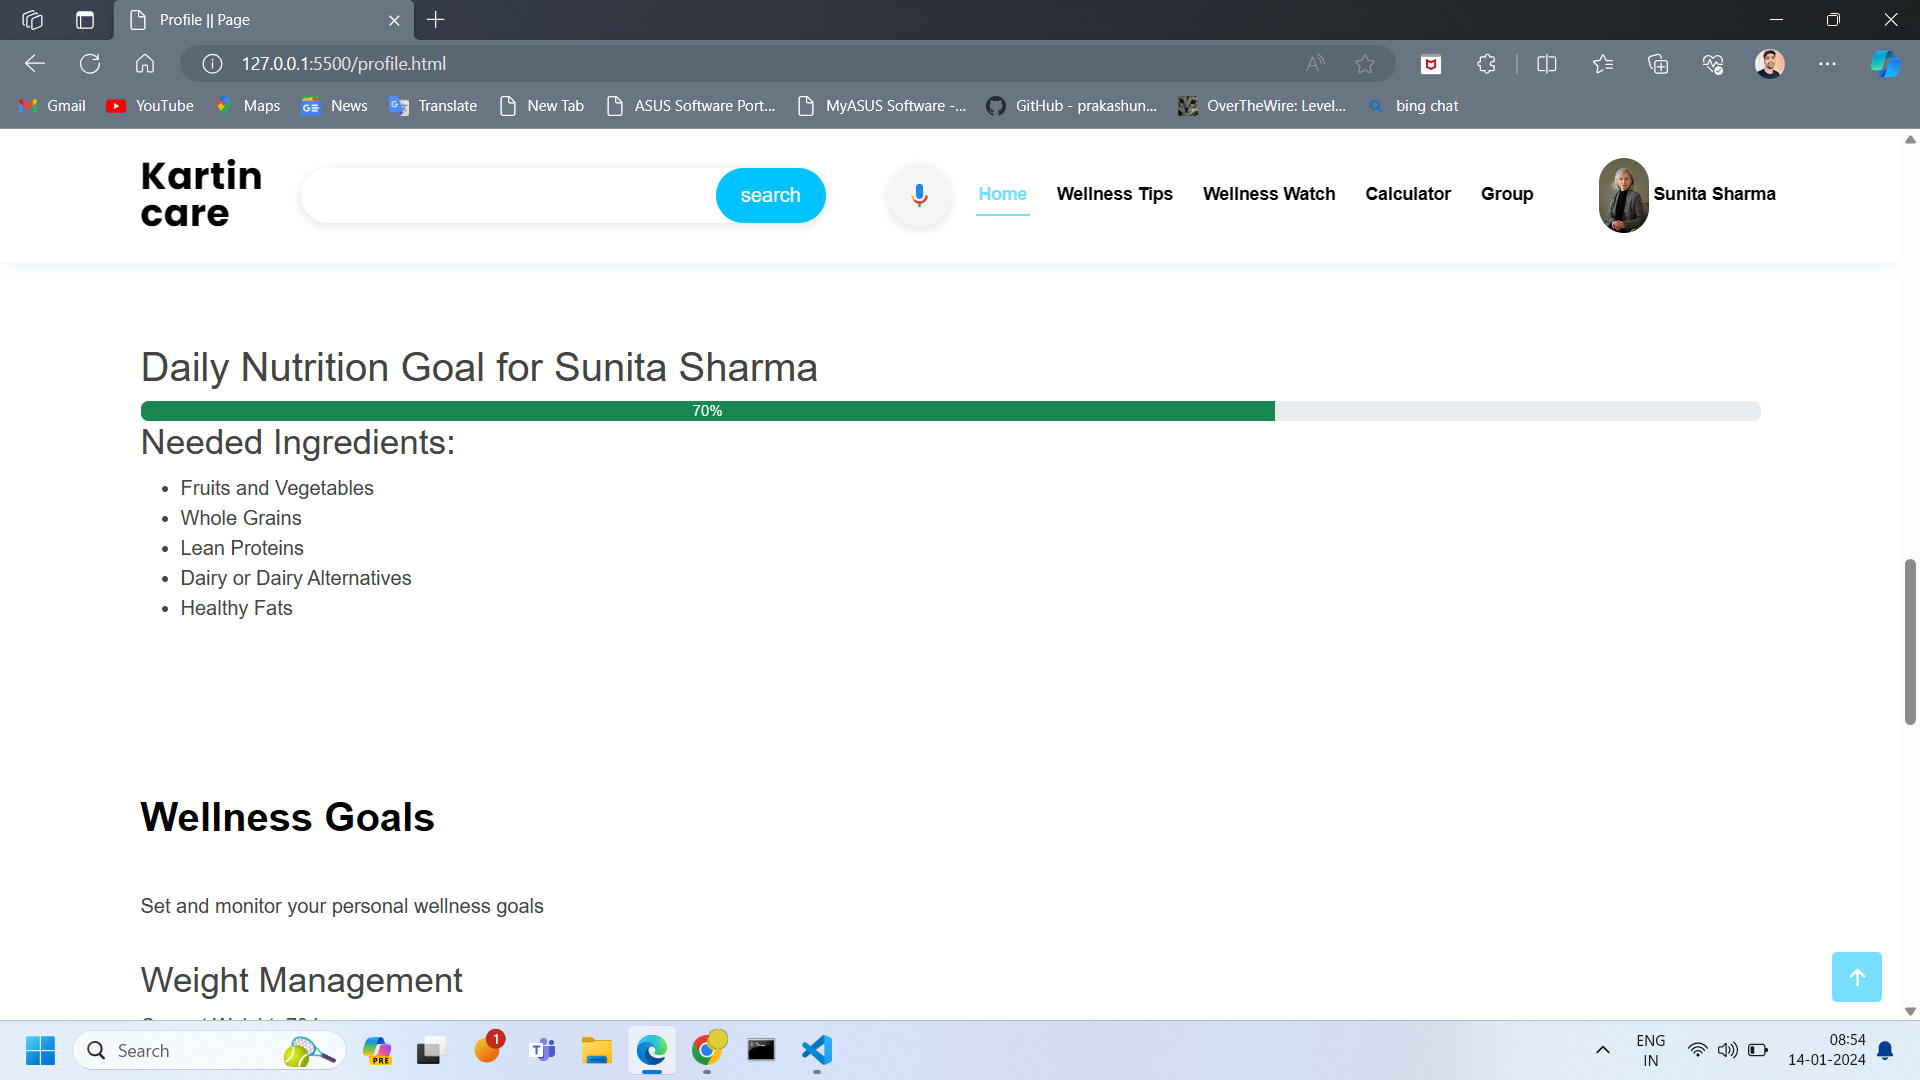 Profile || Page
127.0.0.1:5500/profile.html
Gmail
YouTube
Maps
News
Translate
New Tab
ASUS Software Port...
MyASUS Software -...
GitHub - prakashun...
OverTheWire: Level...
bing chat
Kartin
care
search
Home
Wellness Tips
Wellness Watch
Calculator
Group
Sunita Sharma
Daily Nutrition Goal for Sunita Sharma
70%
Needed Ingredients:
Fruits and Vegetables
Whole Grains
Lean Proteins
Dairy or Dairy Alternatives
Healthy Fats
Wellness Goals
Set and monitor your personal wellness goals
Weight Management
Search
PRE
1
ENG
IN
08:54
14-01-2024